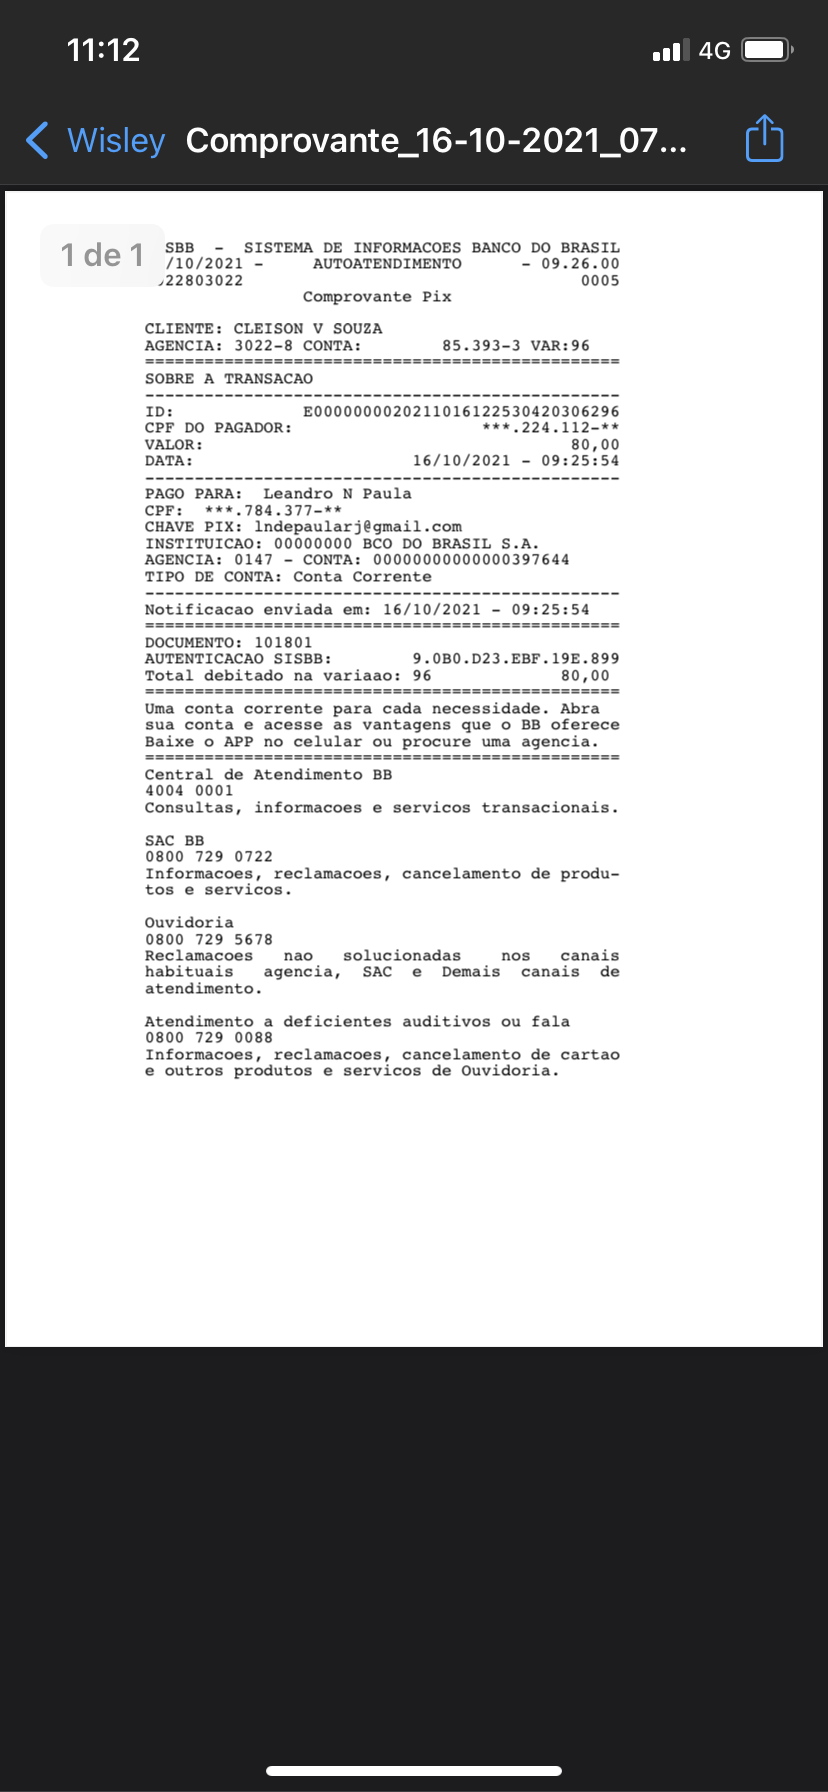 11:12
4G
Wisley Comprovante_16-10-2021_07...
1 de 1
SBB - SISTEMA DE INFORMACOES BANCO DO BRASIL
/10/2021 - AUTOATENDIMENTO - 09.26.00
22803022 0005
Comprovante Pix
CLIENTE: CLEISON V SOUZA
AGENCIA: 3022-8 CONTA: 85.393-3 VAR:96
================================================
SOBRE A TRANSACAO
------------------------------------------------
ID: E0000000020211016122530420306296
CPF DO PAGADOR: ***.224.112-**
VALOR: 80,00
DATA: 16/10/2021 - 09:25:54
------------------------------------------------
PAGO PARA: Leandro N Paula
CPF: ***.784.377-**
CHAVE PIX: lndepaularj@gmail.com
INSTITUICAO: 00000000 BCO DO BRASIL S.A.
AGENCIA: 0147 - CONTA: 00000000000000397644
TIPO DE CONTA: Conta Corrente
------------------------------------------------
Notificacao enviada em: 16/10/2021 - 09:25:54
================================================
DOCUMENTO: 101801
AUTENTICACAO SISBB: 9.0B0.D23.EBF.19E.899
Total debitado na variaao: 96 80,00
================================================
Uma conta corrente para cada necessidade. Abra
sua conta e acesse as vantagens que o BB oferece
Baixe o APP no celular ou procure uma agencia.
================================================
Central de Atendimento BB
4004 0001
Consultas, informacoes e servicos transacionais.
SAC BB
0800 729 0722
Informacoes, reclamacoes, cancelamento de produ-
tos e servicos.
Ouvidoria
0800 729 5678
Reclamacoes nao solucionadas nos canais
habituais agencia, SAC e Demais canais de
atendimento.
Atendimento a deficientes auditivos ou fala
0800 729 0088
Informacoes, reclamacoes, cancelamento de cartao
e outros produtos e servicos de Ouvidoria.